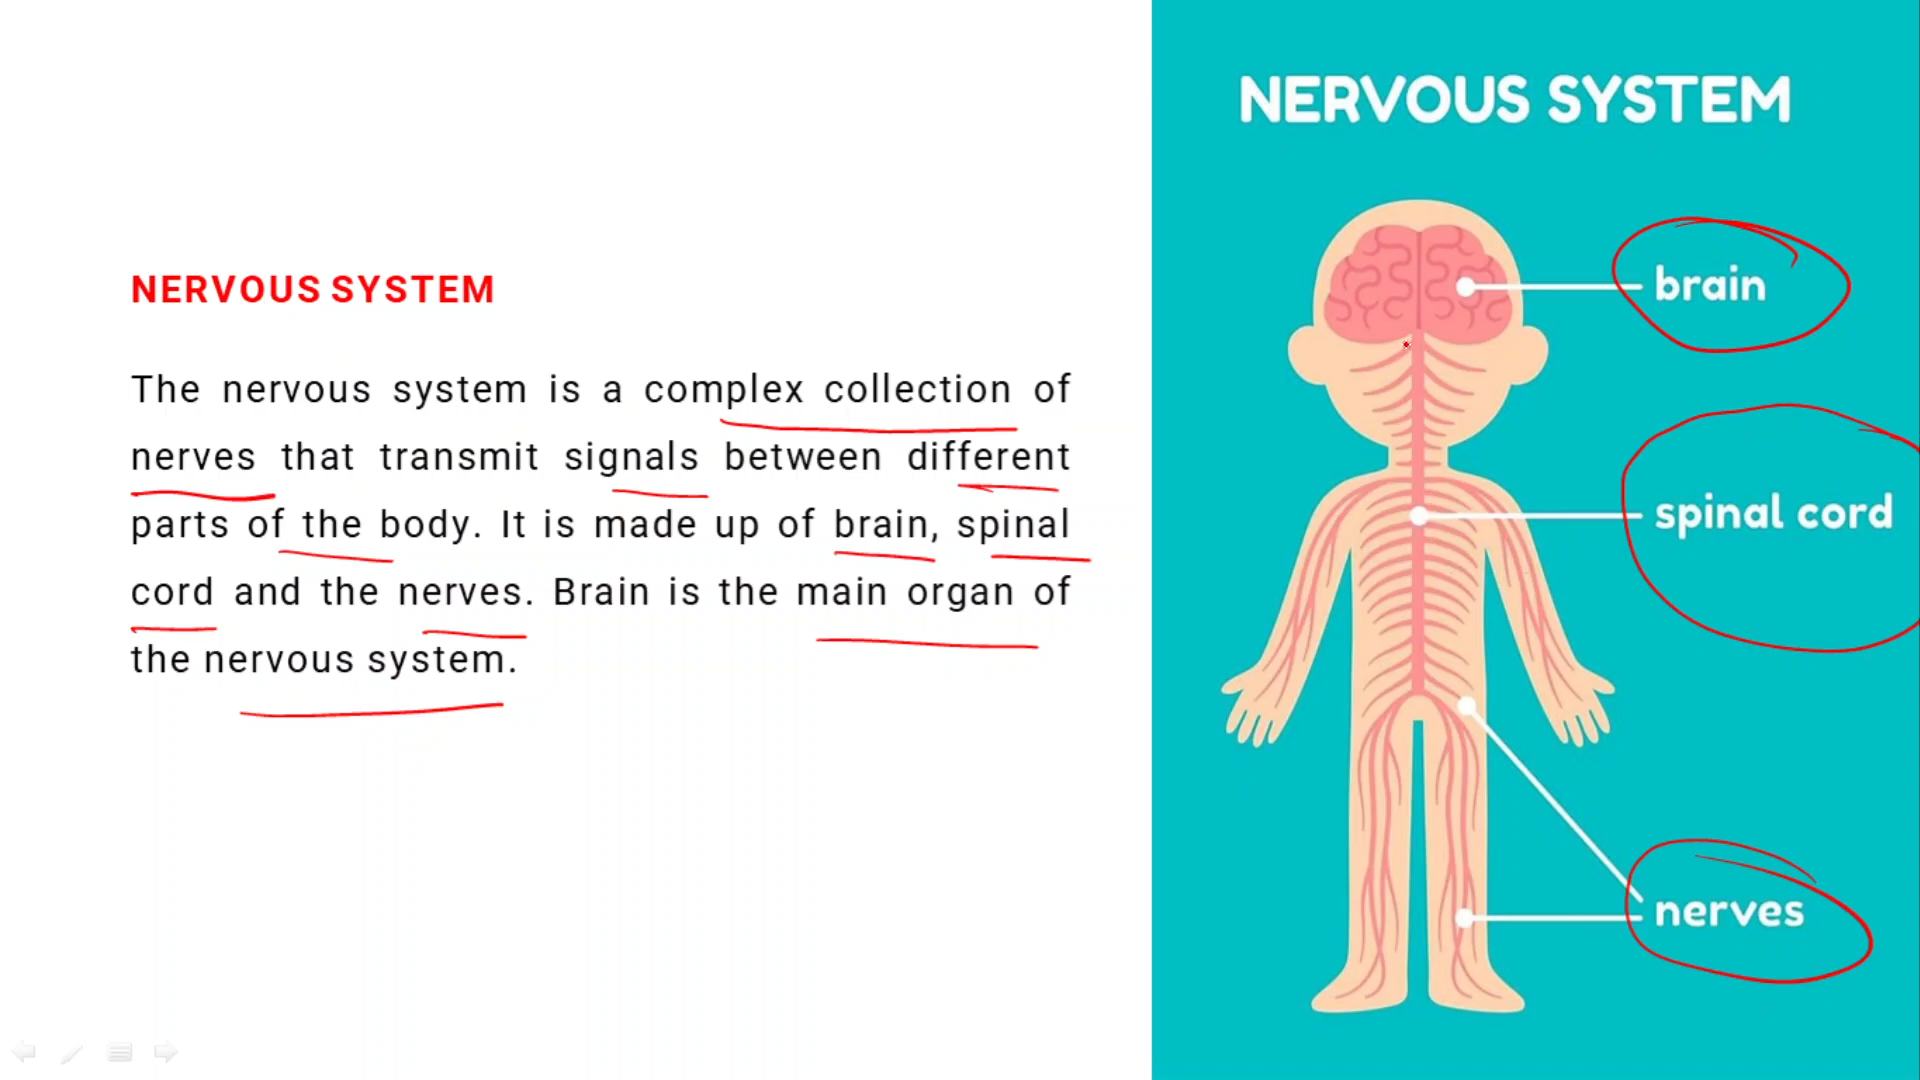 NERVOUS SYSTEM
The nervous system is a complex collection of
nerves that transmit signals between different
parts of the body. It is made up of brain, spinal
cord and the nerves. Brain is the main organ of
the nervous system.
NERVOUS SYSTEM
brain
spinal cord
nerves